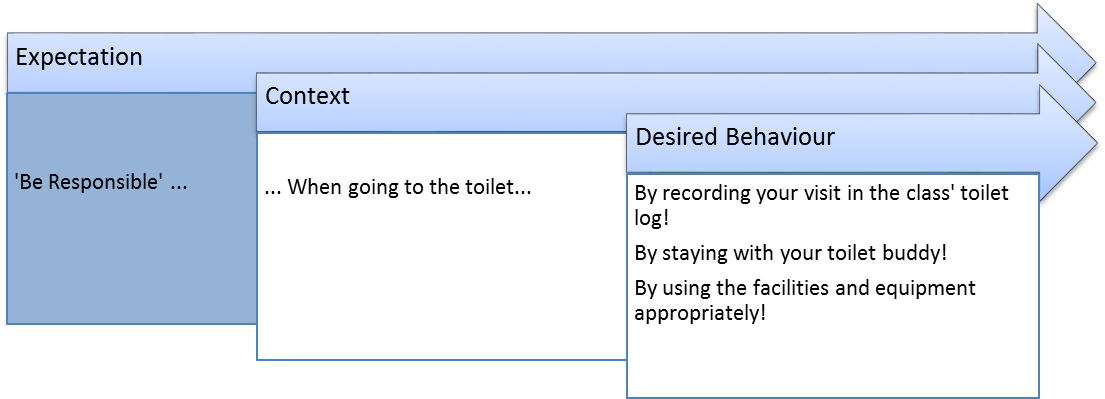 Expectation
'Be Responsible' ...
Context
... When going to the toilet...
Desired Behaviour
By recording your visit in the class' toilet
log!
By staying with your toilet buddy!
By using the facilities and equipment
appropriately!